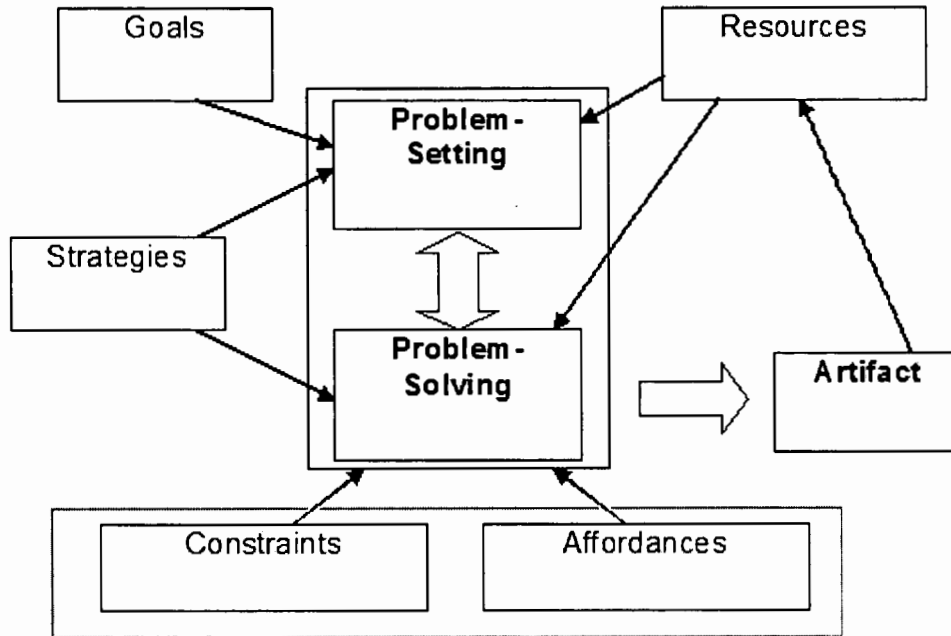 Goals
Resources
Problem-
Setting
Strategies
Problem-
Solving
Artifact
Constraints
Affordances